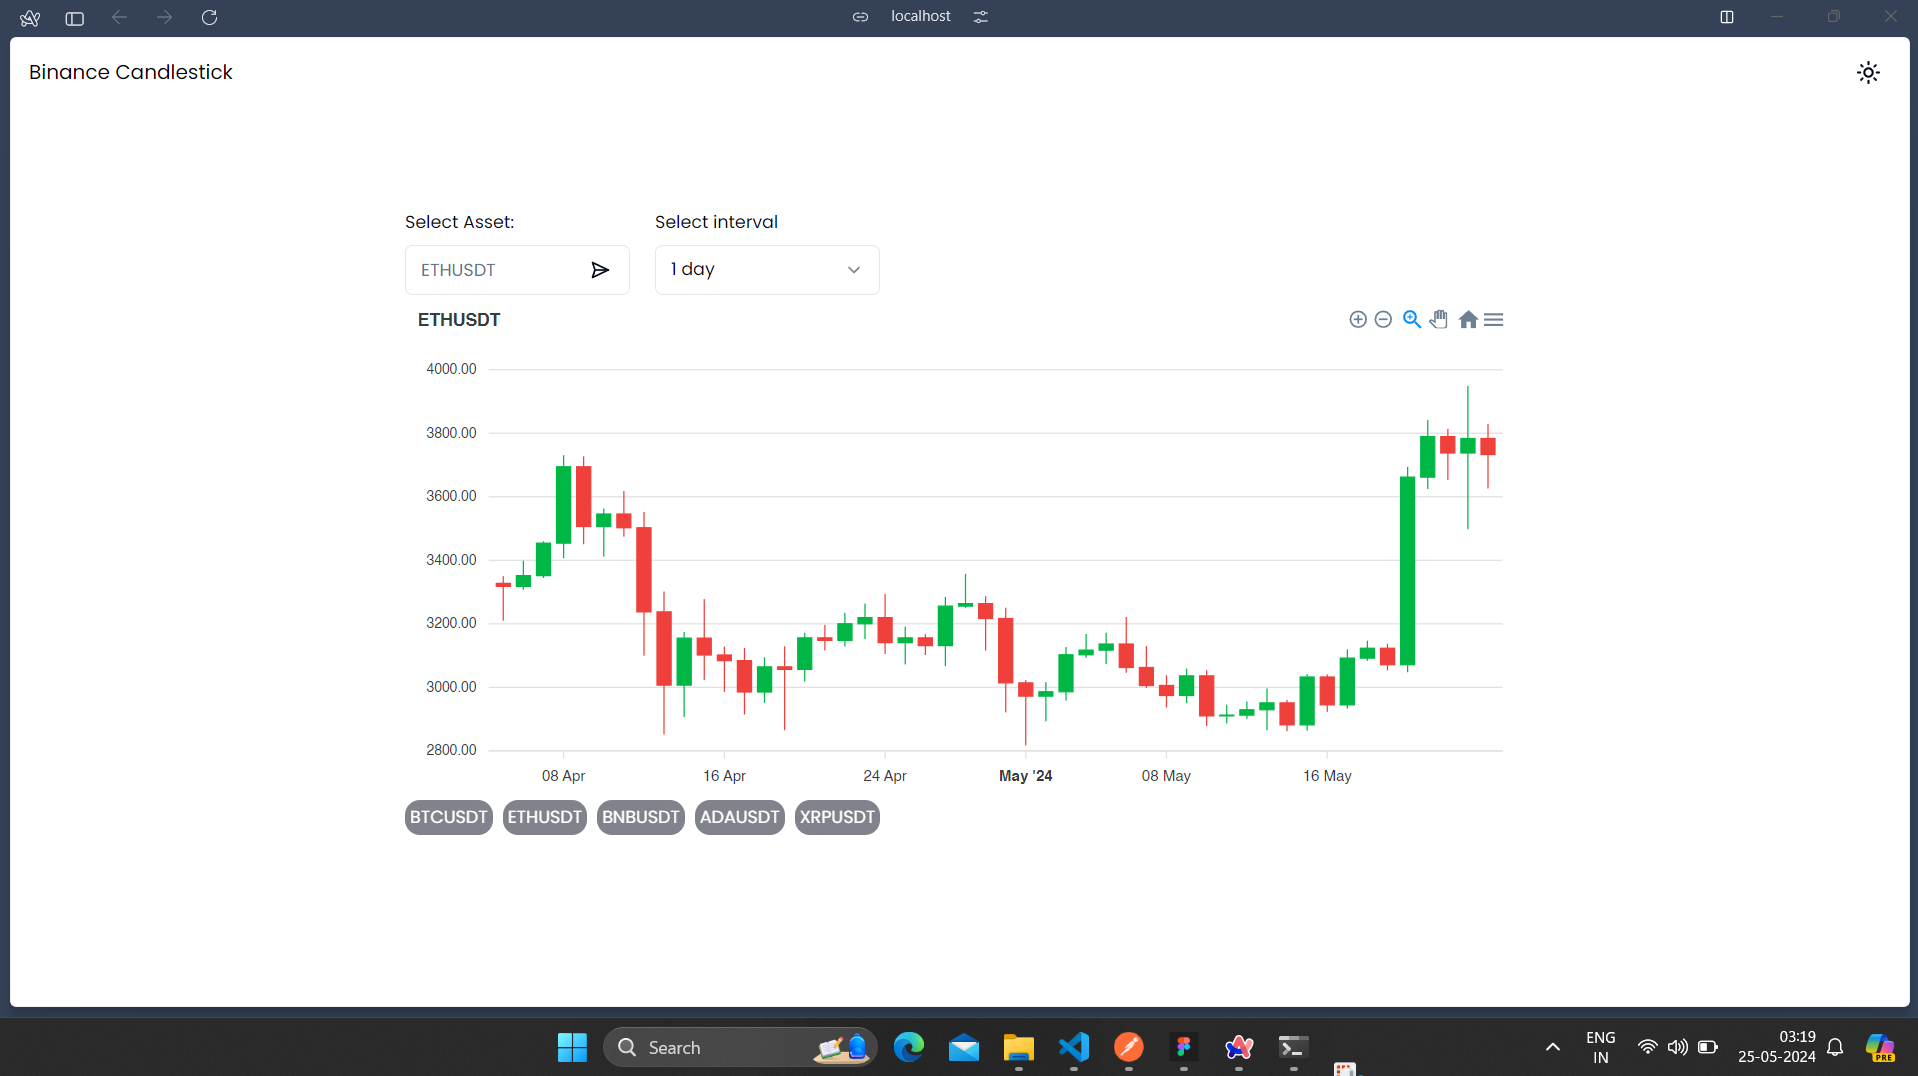 localhost
Binance Candlestick
Select Asset:
Select interval
ETHUSDT
1 day
ETHUSDT
4000.00
3800.00
3600.00
3400.00
3200.00
3000.00
2800.00
08 Apr
16 Apr
24 Apr
May '24
08 May
16 May
BTCUSDT
ETHUSDT
BNBUSDT
ADAUSDT
XRPUSDT
Search
ENG
IN
03:19
25-05-2024
PRE